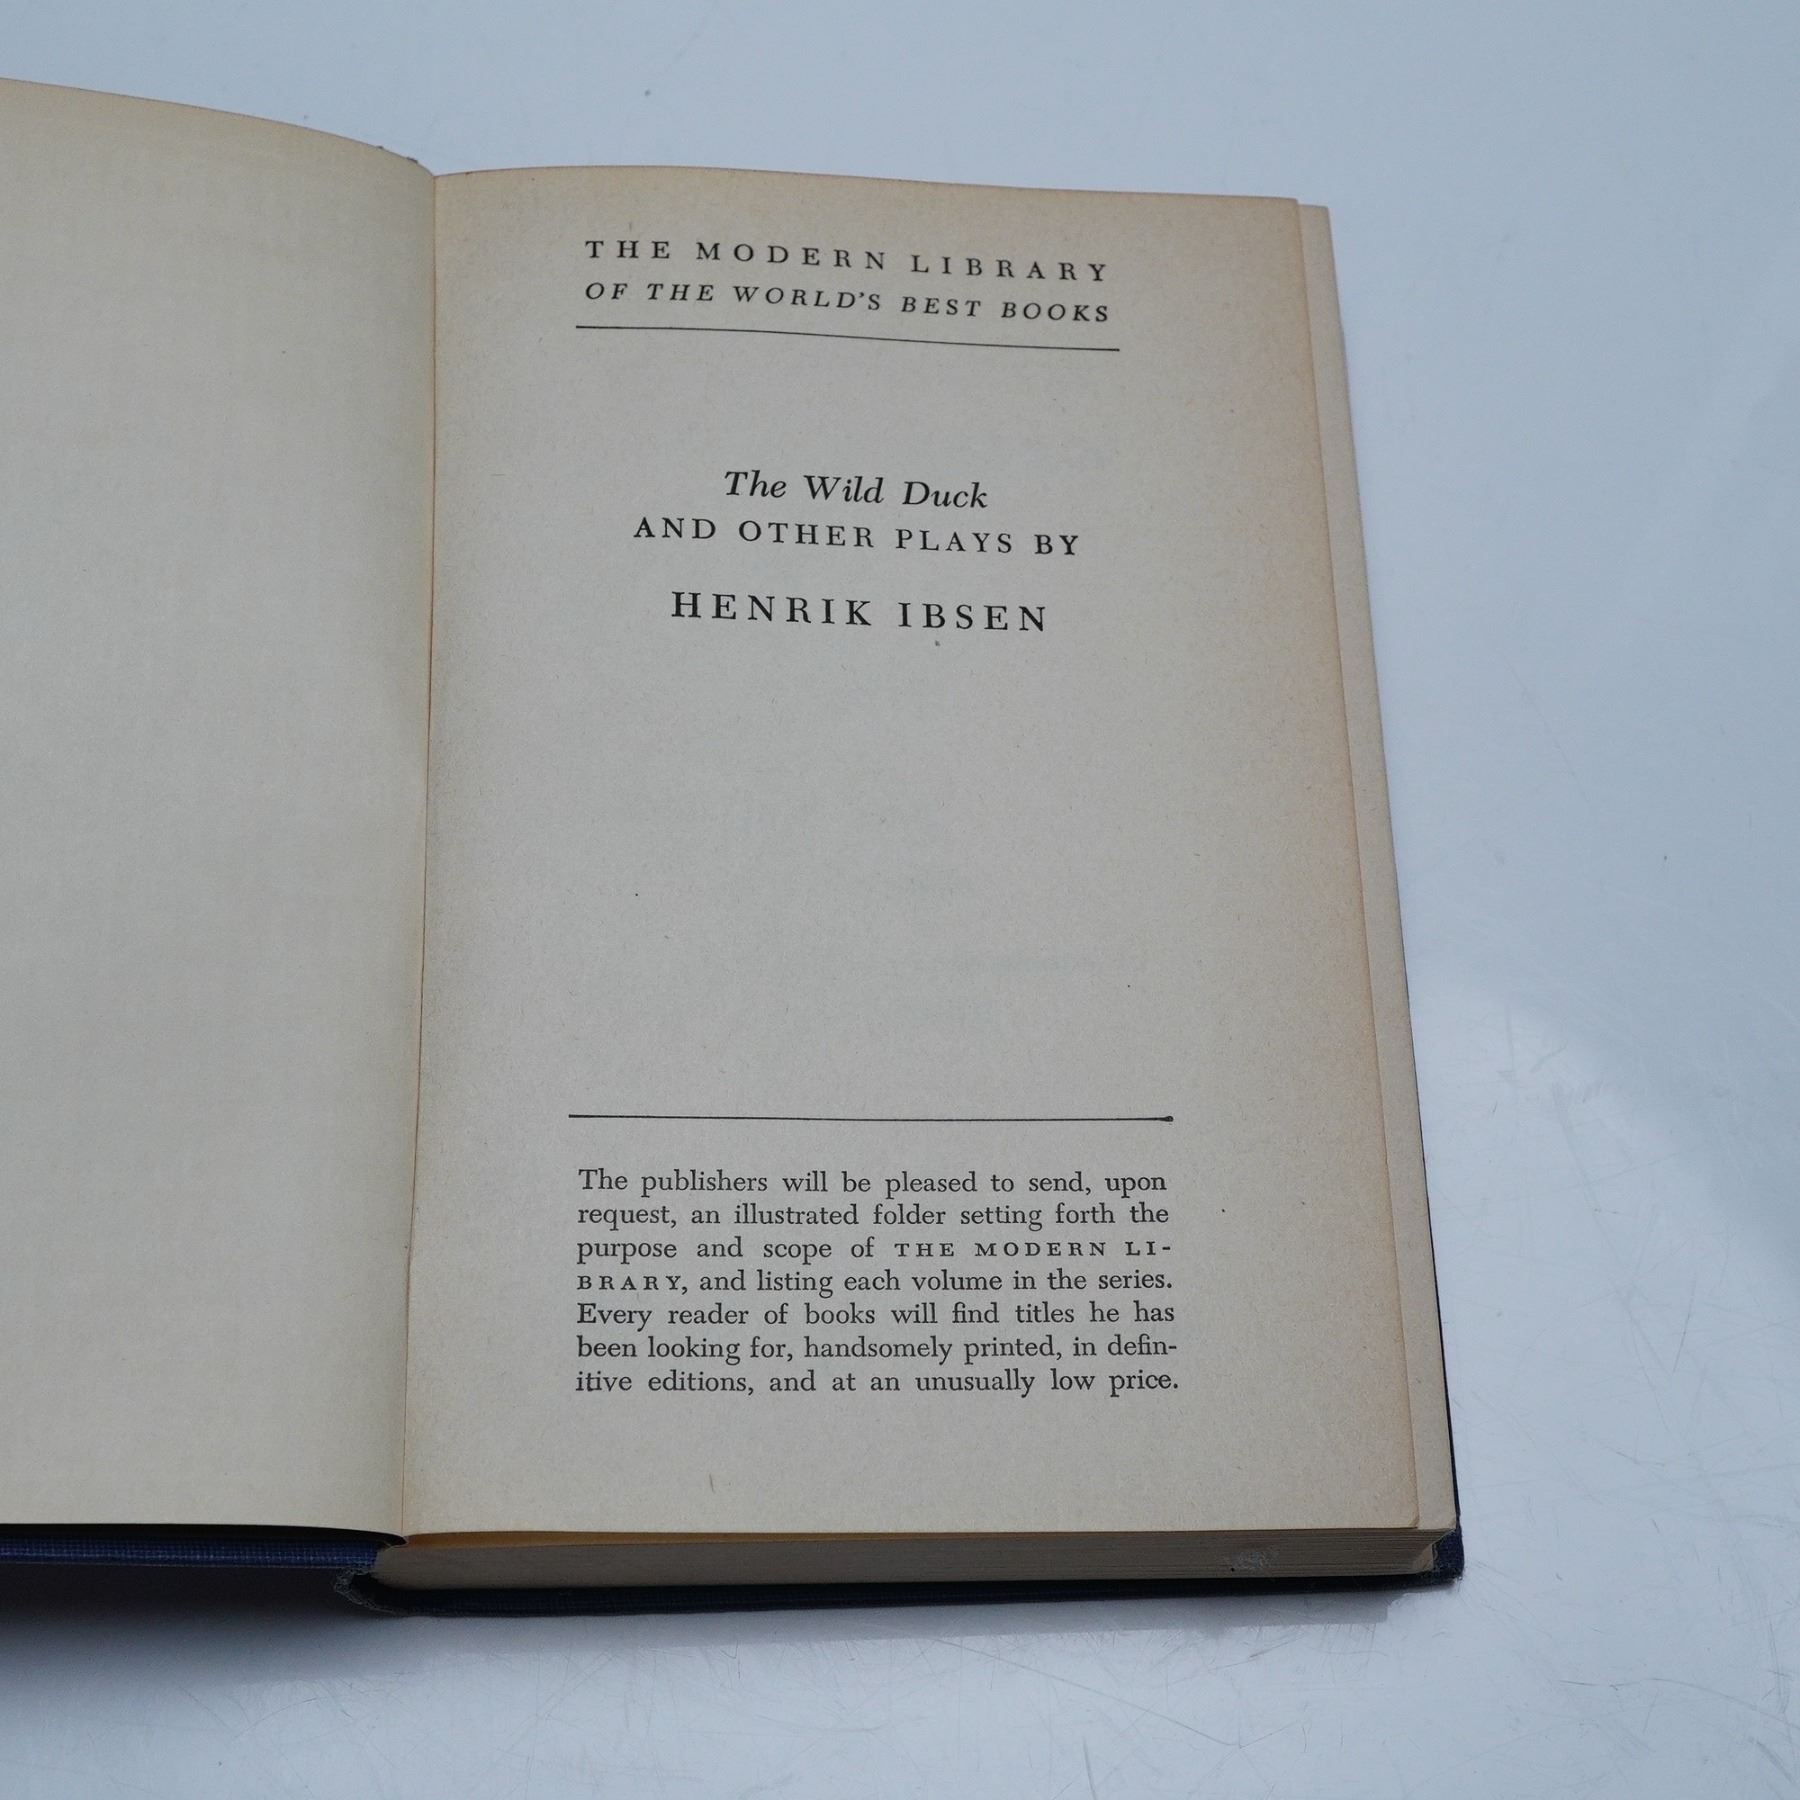 THE MODERN LIBRARY
OF THE WORLD'S BEST BOOKS
The Wild Duck
AND OTHER PLAYS BY
HENRIK IBSEN
The publishers will be pleased to send, upon
request, an illustrated folder setting forth the
purpose and scope of THE MODERN LI-
BRARY, and listing each volume in the series.
Every reader of books will find titles he has
been looking for, handsomely printed, in defin-
itive editions, and at an unusually low price.